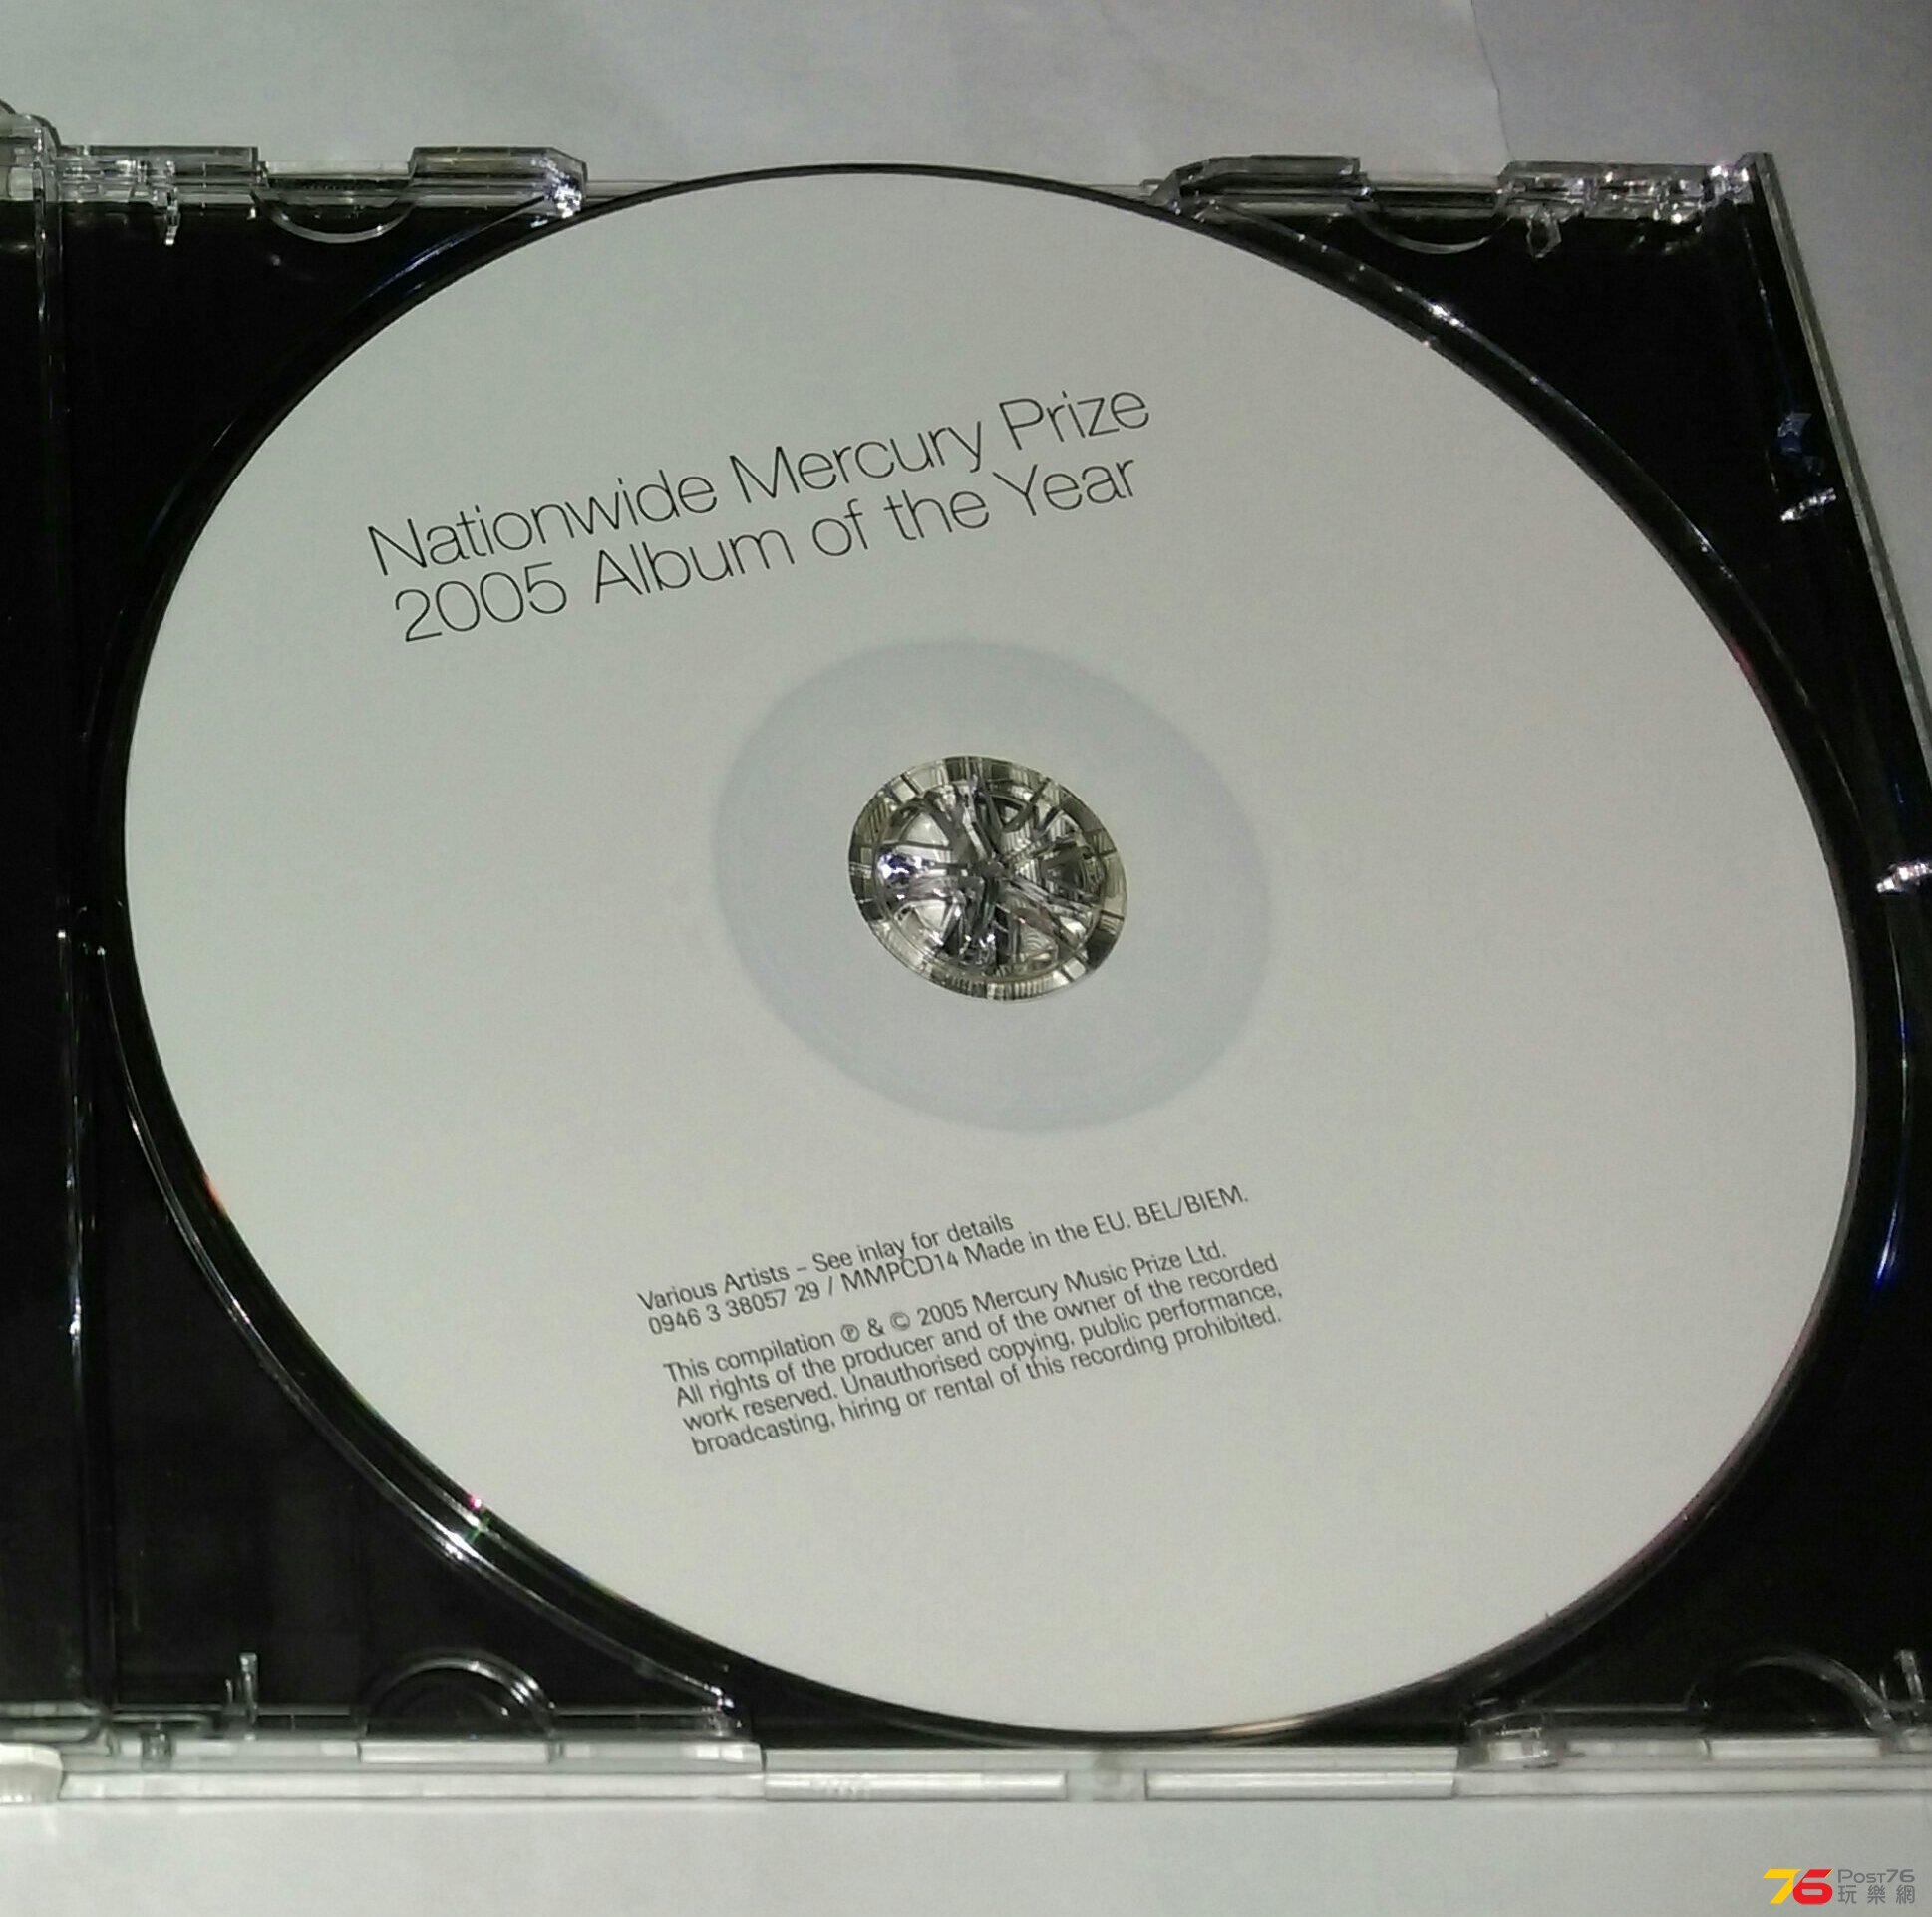 Nationwide Mercury Prize
2005 Album of the Year
Various Artists – See inlay for details
0946 3 38057 29 / MMPCD14 Made in the EU. BEL/BIEM.
This compilation ℗ & © 2005 Mercury Music Prize Ltd.
All rights of the producer and of the owner of the recorded
work reserved. Unauthorised copying, public performance,
broadcasting, hiring or rental of this recording prohibited.
76 Post76
玩樂網